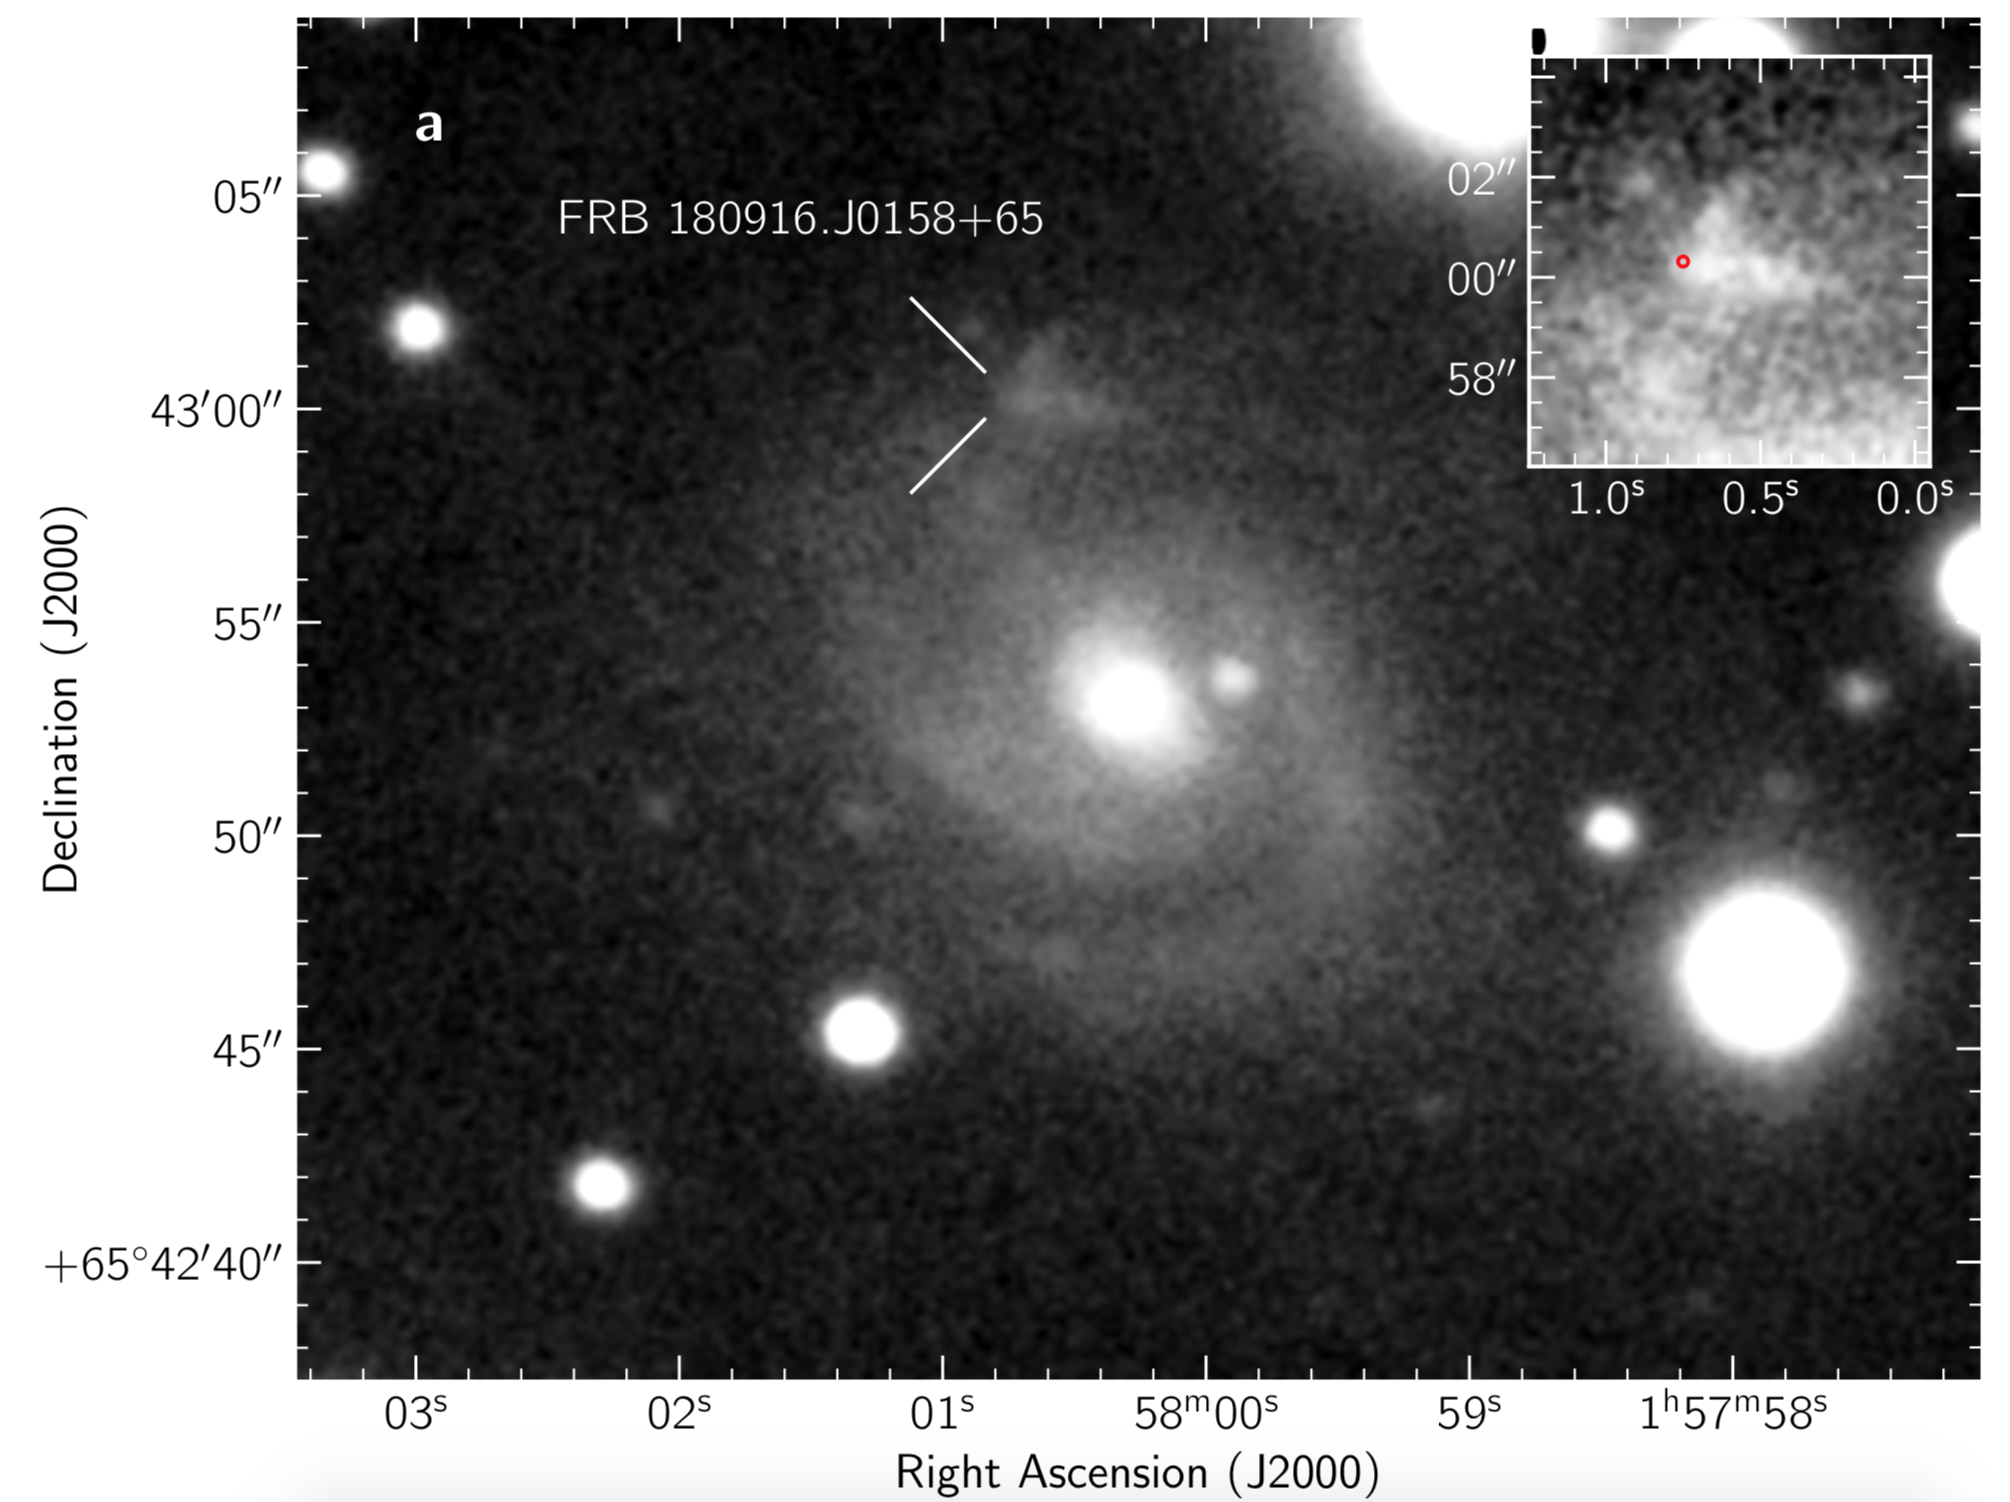 a
FRB 180916.J0158+65
05″
43′00″
55″
50″
45″
+65°42′40″
Declination (J2000)
02″
00″
58″
1.0ˢ 0.5ˢ 0.0ˢ
03ˢ 02ˢ 01ˢ 58ᵐ00ˢ 59ˢ 1ʰ57ᵐ58ˢ
Right Ascension (J2000)